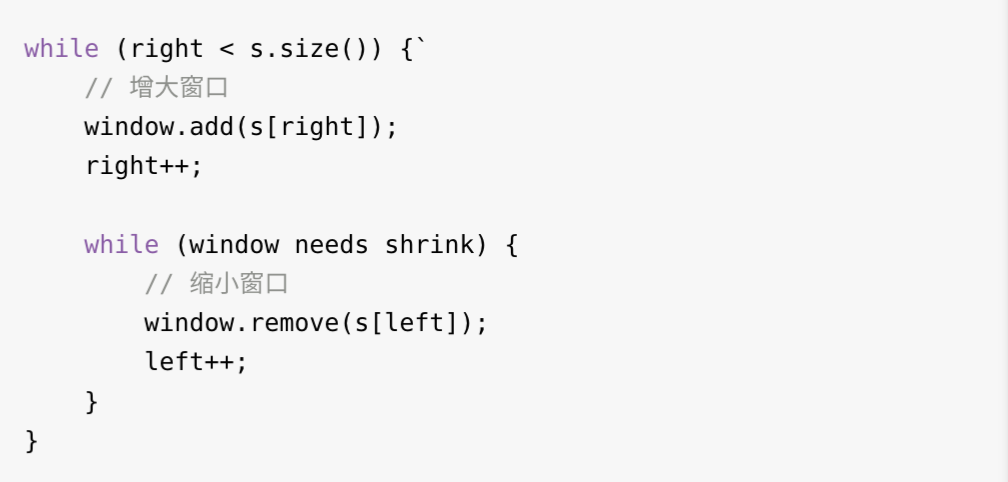 while (right < s.size()) {`
    // 增大窗口
    window.add(s[right]);
    right++;

    while (window needs shrink) {
        // 缩小窗口
        window.remove(s[left]);
        left++;
    }
}